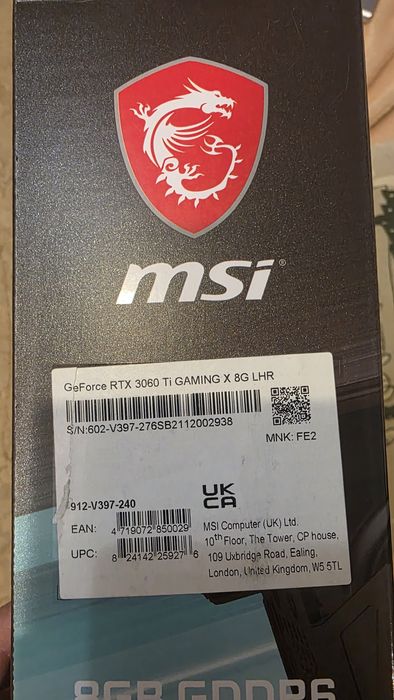 msi®
GeForce RTX 3060 Ti GAMING X 8G LHR
S/N:602-V397-276SB2112002938
MNK: FE2
912-V397-240
UK
CA
EAN: 4 719072 850029
UPC: 8 24142 25927 6
MSI Computer (UK) Ltd.
10th Floor, The Tower, CP house,
109 Uxbridge Road, Ealing,
London, United Kingdom, W5 5TL
8GB GDDR6